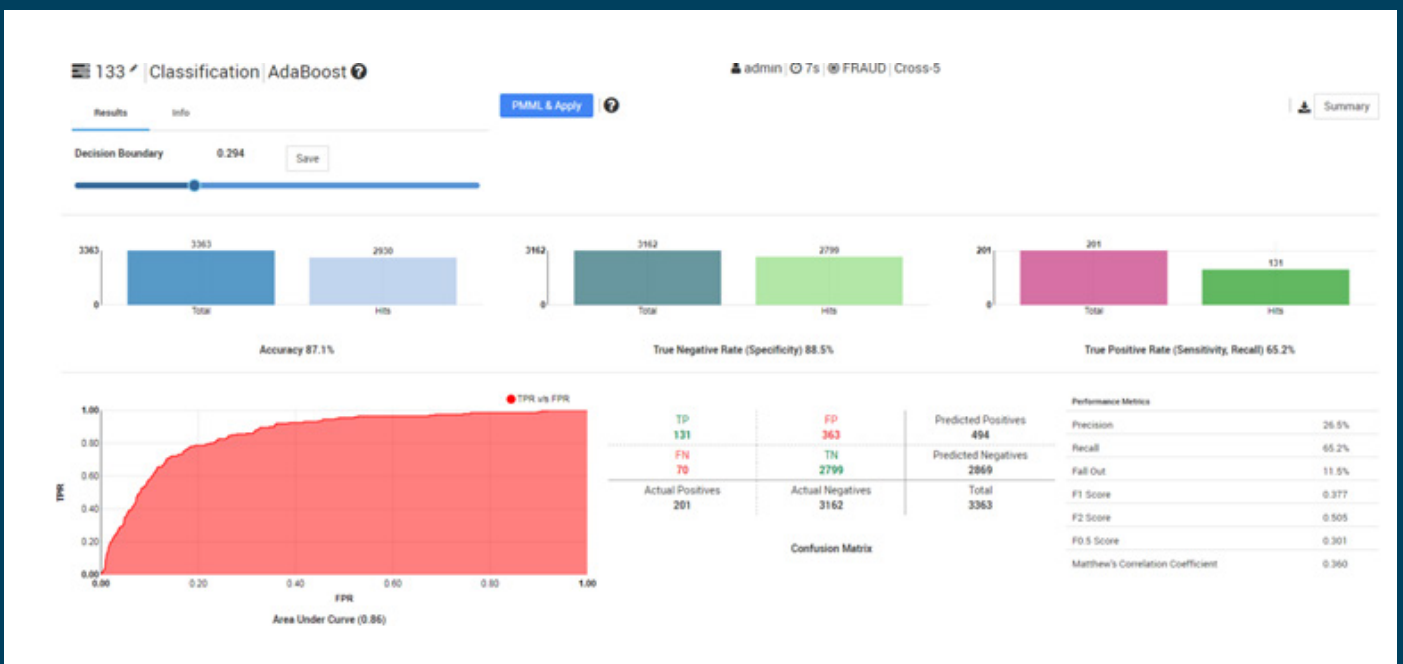 133 | Classification | AdaBoost
admin | 7s | FRAUD | Cross-5
Results Info
PMML & Apply
Summary
Decision Boundary 0.294 Save
3363
0
3363
2930
Total
Hits
Accuracy 87.1%
3162
0
3162
2799
Total
Hits
True Negative Rate (Specificity) 88.5%
201
0
201
131
Total
Hits
True Positive Rate (Sensitivity, Recall) 65.2%
TPR v/s FPR
1.00
0.80
0.60
0.40
0.20
0.00
TPR
0.00 0.20 0.40 0.60 0.80 1.00
FPR
Area Under Curve (0.86)
TP FP Predicted Positives
131 363 494
FN TN Predicted Negatives
70 2799 2869
Actual Positives Actual Negatives Total
201 3162 3363
Confusion Matrix
Performance Metrics
Precision 26.5%
Recall 65.2%
Fall Out 11.5%
F1 Score 0.377
F2 Score 0.505
F0.5 Score 0.301
Matthew's Correlation Coefficient 0.360